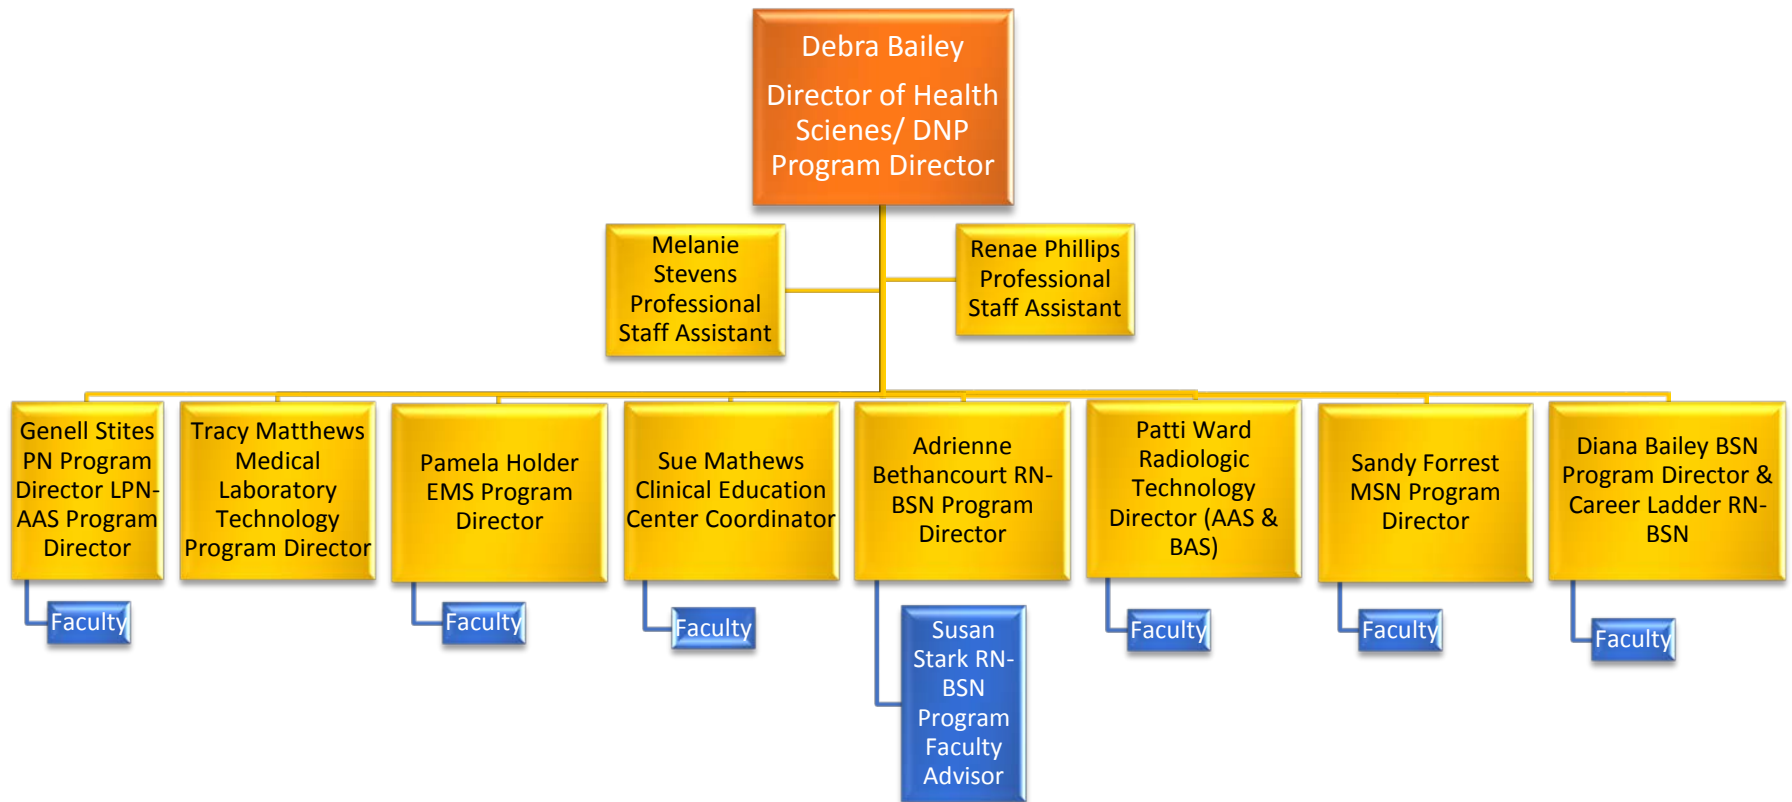 Debra Bailey
Director of Health
Scienes/ DNP
Program Director
Melanie
Stevens
Professional
Staff Assistant
Renae Phillips
Professional
Staff Assistant
Genell Stites
PN Program
Director LPN-
AAS Program
Director
Tracy Matthews
Medical
Laboratory
Technology
Program Director
Pamela Holder
EMS Program
Director
Sue Mathews
Clinical Education
Center Coordinator
Adrienne
Bethancourt RN-
BSN Program
Director
Patti Ward
Radiologic
Technology
Director (AAS &
BAS)
Sandy Forrest
MSN Program
Director
Diana Bailey BSN
Program Director &
Career Ladder RN-
BSN
Faculty
Faculty
Faculty
Susan
Stark RN-
BSN
Program
Faculty
Advisor
Faculty
Faculty
Faculty